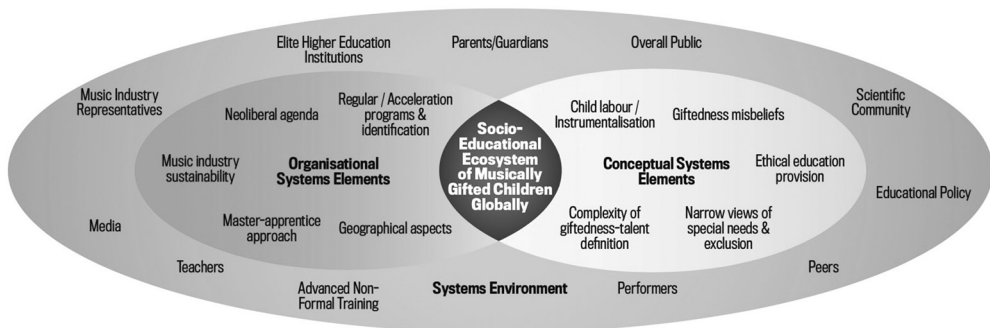 Elite Higher Education
Institutions
Parents/Guardians
Overall Public
Music Industry
Representatives
Scientific
Community
Neoliberal agenda
Regular / Acceleration
programs &
identification
Child labour /
Instrumentalisation
Giftedness misbeliefs
Music industry
sustainability
Organisational
Systems Elements
Socio-
Educational
Ecosystem
of Musically
Gifted Children
Globally
Conceptual Systems
Elements
Ethical education
provision
Educational Policy
Master-apprentice
approach
Geographical aspects
Complexity of
giftedness-talent
definition
Narrow views of
special needs &
exclusion
Media
Teachers
Peers
Advanced Non-
Formal Training
Systems Environment
Performers